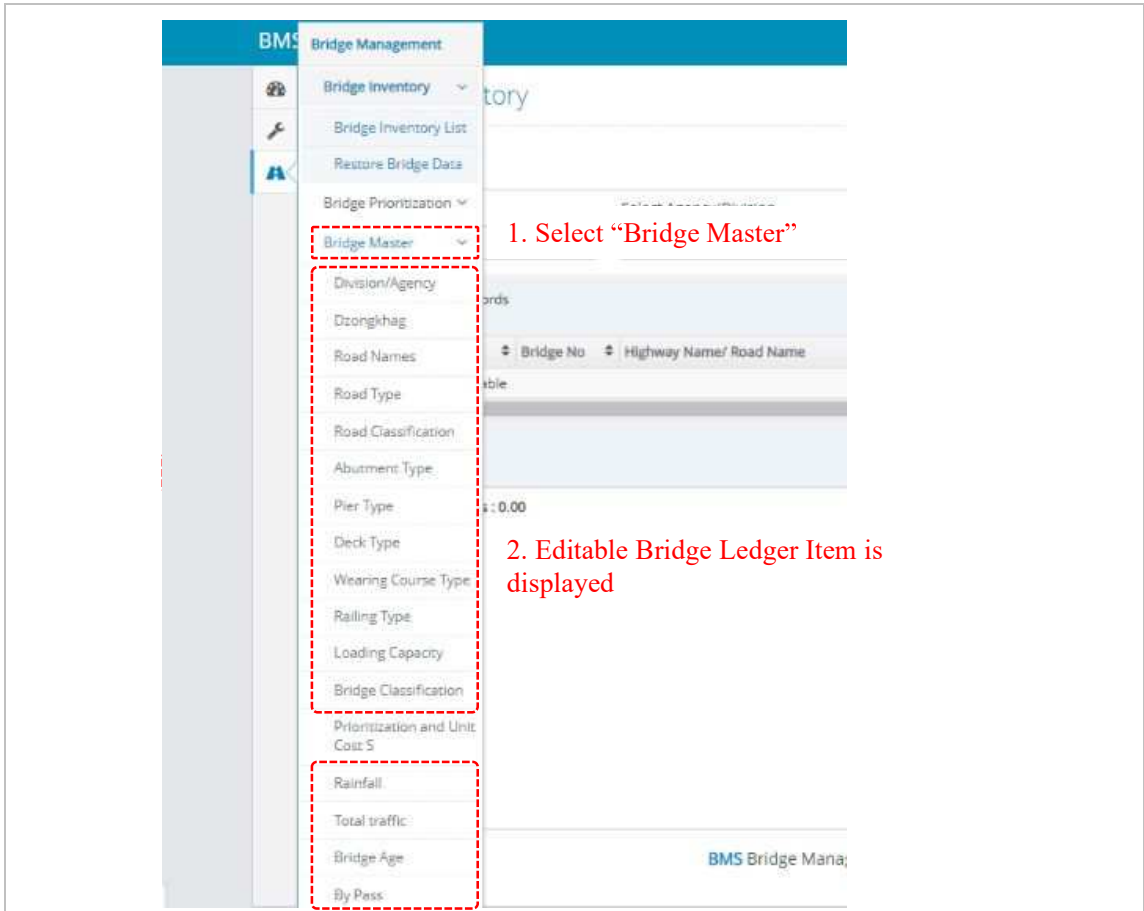 BMS
Bridge Management
Bridge Inventory
tory
Bridge Inventory List
Restore Bridge Data
Bridge Prioritization
Select Agency/Division
Bridge Master
1. Select “Bridge Master”
Division/Agency
ords
Dzongkhag
Road Names
Bridge No
Highway Name/ Road Name
able
Road Type
Road Classification
Abutment Type
Pier Type
s : 0.00
Deck Type
2. Editable Bridge Ledger Item is
displayed
Wearing Course Type
Railing Type
Loading Capacity
Bridge Classification
Prioritization and Unit
Cost S
Rainfall
Total traffic
Bridge Age
BMS Bridge Mana
By Pass